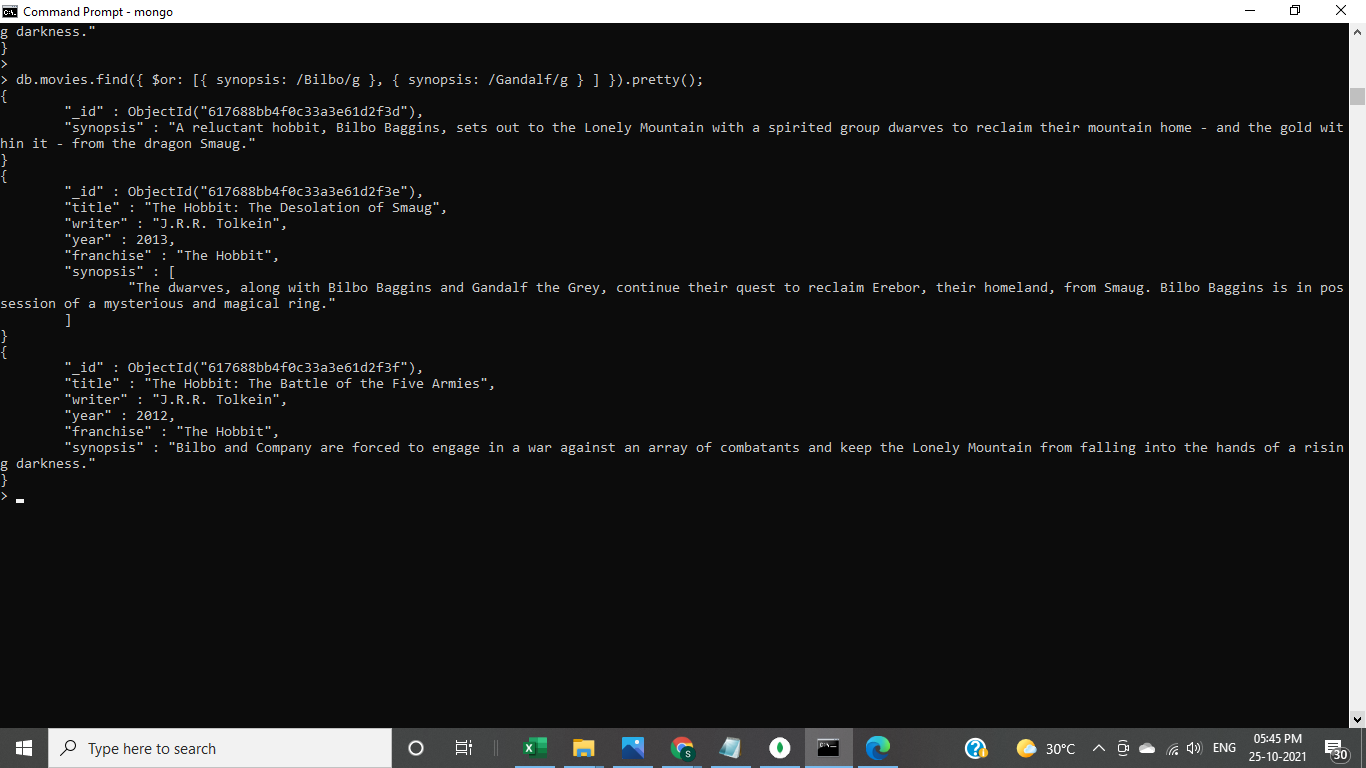 Command Prompt - mongo
g darkness."
}
>
> db.movies.find({ $or: [{ synopsis: /Bilbo/g }, { synopsis: /Gandalf/g } ] }).pretty();
{
"_id" : ObjectId("617688bb4f0c33a3e61d2f3d"),
"synopsis" : "A reluctant hobbit, Bilbo Baggins, sets out to the Lonely Mountain with a spirited group dwarves to reclaim their mountain home - and the gold wit
hin it - from the dragon Smaug."
}
{
"_id" : ObjectId("617688bb4f0c33a3e61d2f3e"),
"title" : "The Hobbit: The Desolation of Smaug",
"writer" : "J.R.R. Tolkein",
"year" : 2013,
"franchise" : "The Hobbit",
"synopsis" : [
"The dwarves, along with Bilbo Baggins and Gandalf the Grey, continue their quest to reclaim Erebor, their homeland, from Smaug. Bilbo Baggins is in pos
session of a mysterious and magical ring."
]
}
{
"_id" : ObjectId("617688bb4f0c33a3e61d2f3f"),
"title" : "The Hobbit: The Battle of the Five Armies",
"writer" : "J.R.R. Tolkein",
"year" : 2012,
"franchise" : "The Hobbit",
"synopsis" : "Bilbo and Company are forced to engage in a war against an array of combatants and keep the Lonely Mountain from falling into the hands of a risin
g darkness."
}
> _
Type here to search
30°C
ENG
05:45 PM
25-10-2021
30